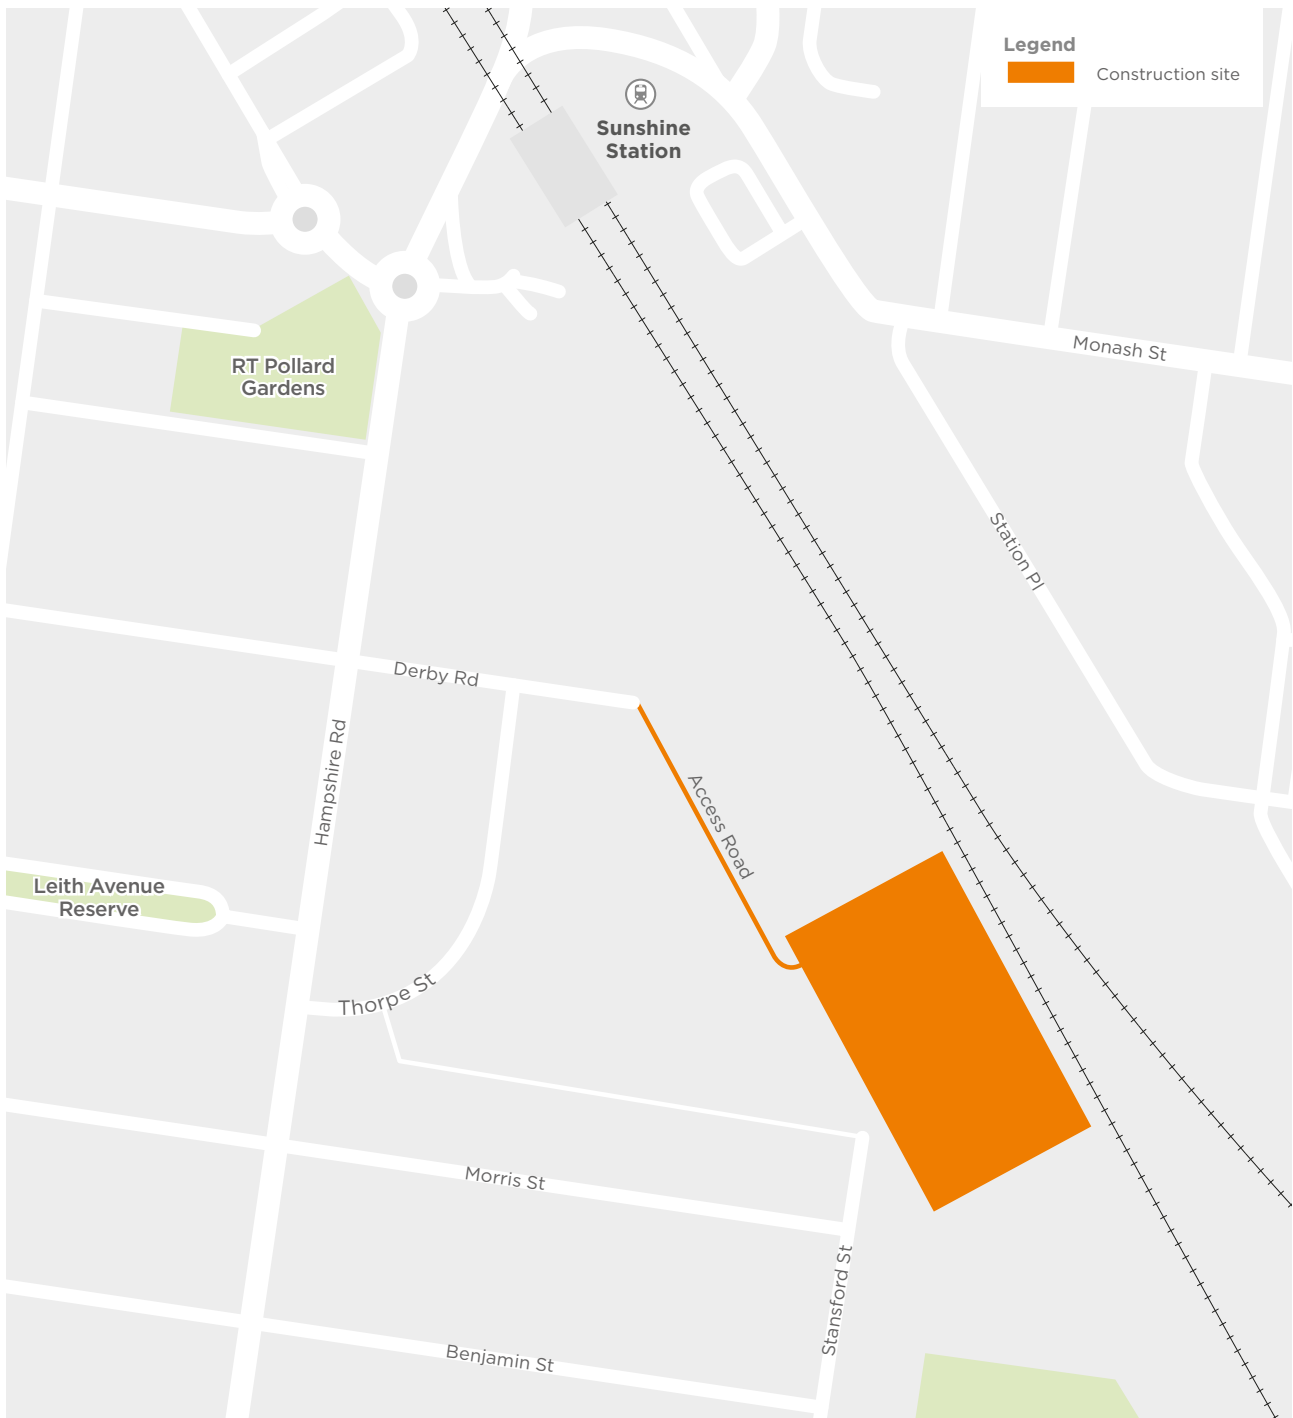 Legend
Construction site
Sunshine
Station
Monash St
RT Pollard
Gardens
Station Pl
Derby Rd
Hampshire Rd
Access Road
Leith Avenue
Reserve
Thorpe St
Morris St
Stansford St
Benjamin St